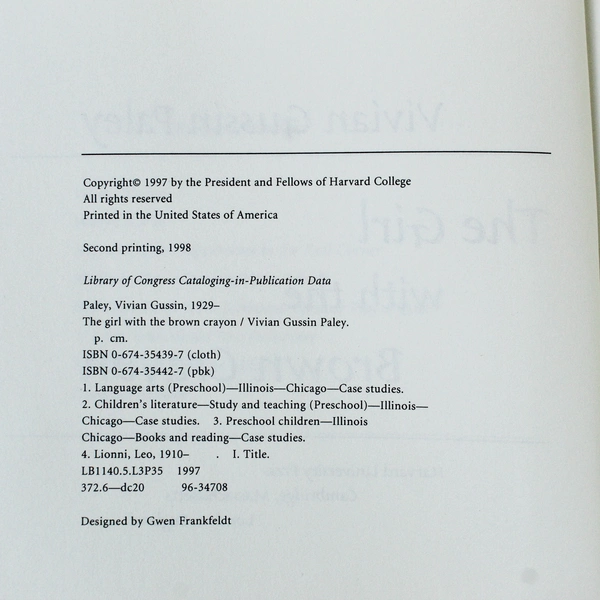 Copyright© 1997 by the President and Fellows of Harvard College
All rights reserved
Printed in the United States of America
Second printing, 1998
Library of Congress Cataloging-in-Publication Data
Paley, Vivian Gussin, 1929–
The girl with the brown crayon / Vivian Gussin Paley.
p. cm.
ISBN 0-674-35439-7 (cloth)
ISBN 0-674-35442-7 (pbk)
1. Language arts (Preschool)—Illinois—Chicago—Case studies.
2. Children's literature—Study and teaching (Preschool)—Illinois—
Chicago—Case studies. 3. Preschool children—Illinois
Chicago—Books and reading—Case studies.
4. Lionni, Leo, 1910– . I. Title.
LB1140.5.L3P35 1997
372.6—dc20 96-34708
Designed by Gwen Frankfeldt